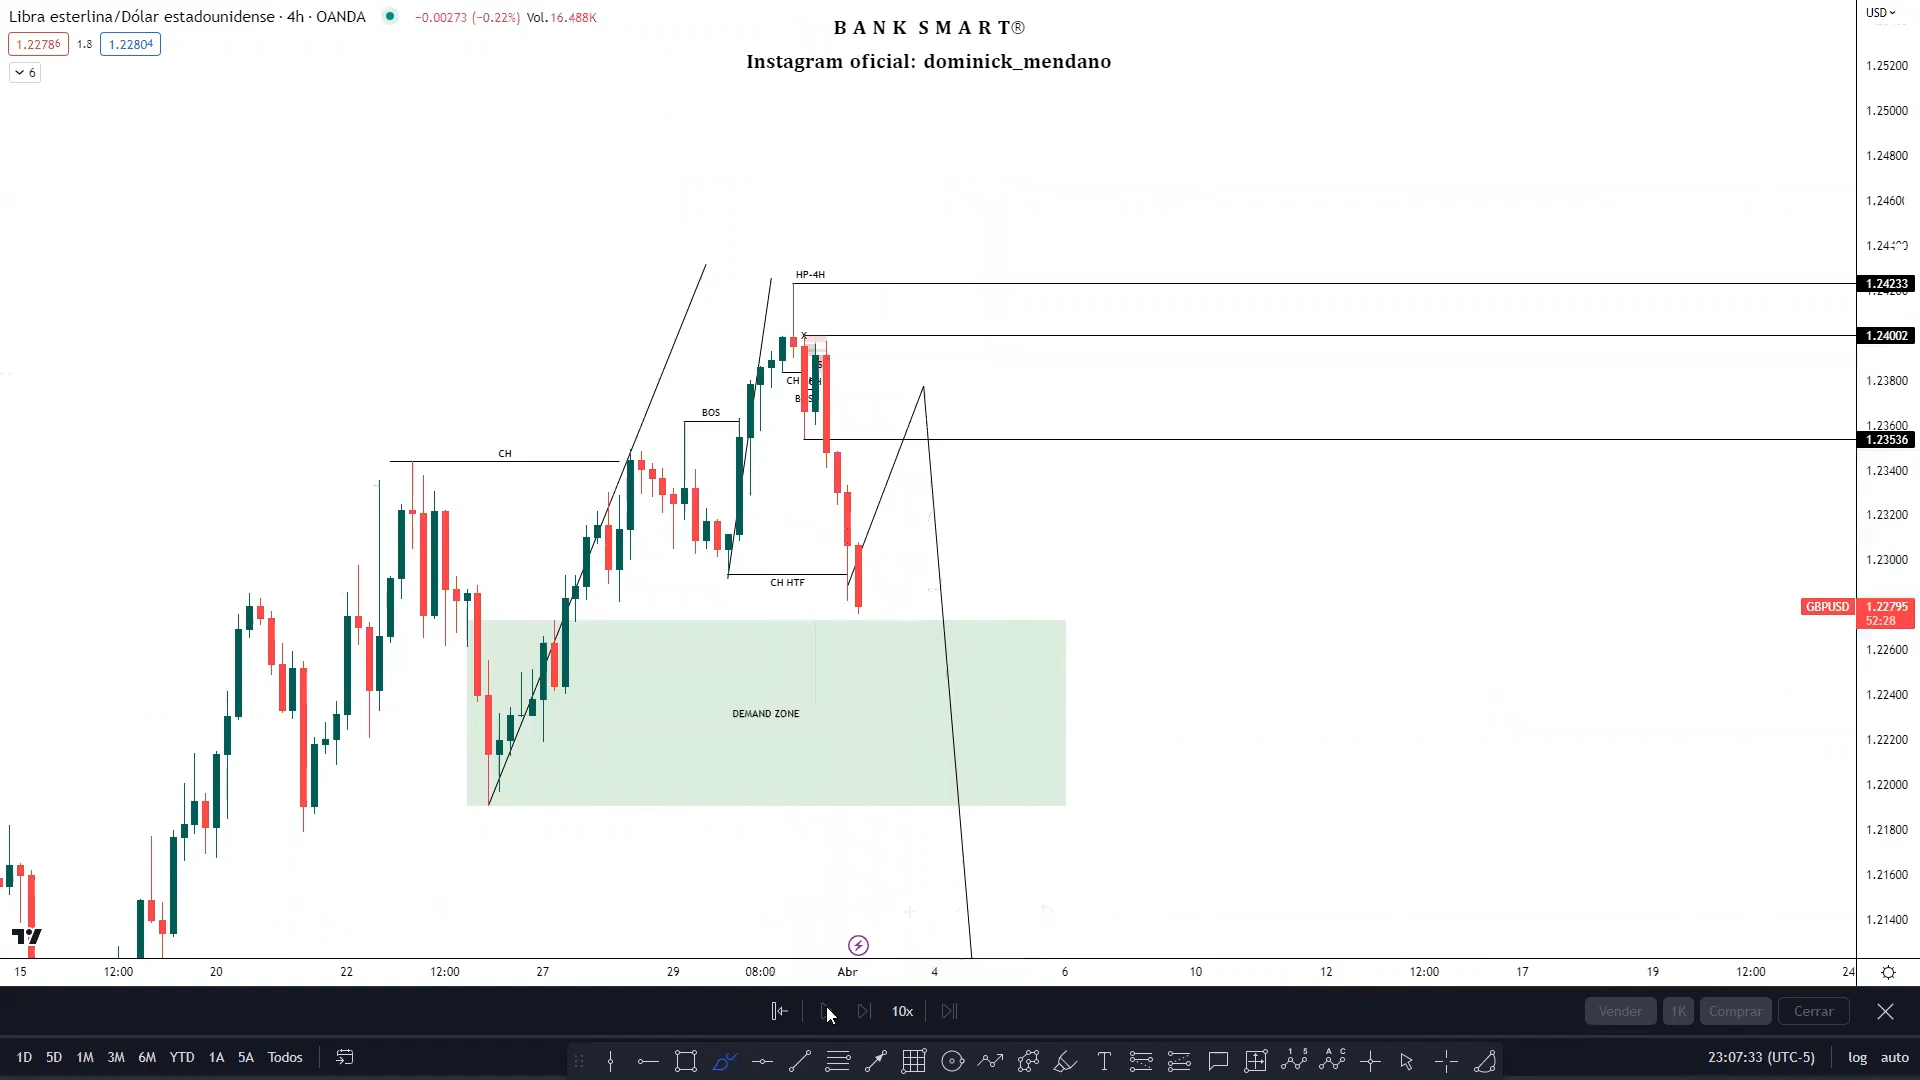 Libra esterlina/Dólar estadounidense · 4h · OANDA −0.00273 (−0.22%) Vol.16.488K
1.22786 1.8 1.22804
6
B A N K S M A R T®
Instagram oficial: dominick_mendano
USD
1.25200
1.25000
1.24800
HP-4H
1.24233
1.24002
CH
1.23800
BOS
1.23600
1.23536
CH
1.23400
1.23200
1.23000
CH HTF
GBPUSD 1.22795
52:28
1.22600
1.22400
DEMAND ZONE
1.22200
1.22000
1.21800
1.21600
1.21400
15 12:00 20 22 12:00 27 29 08:00 Abr 4 6 10 12 12:00 17 19 12:00 24
10x Vender 1K Comprar Cerrar
1D 5D 1M 3M 6M YTD 1A 5A Todos 23:07:33 (UTC-5) log auto